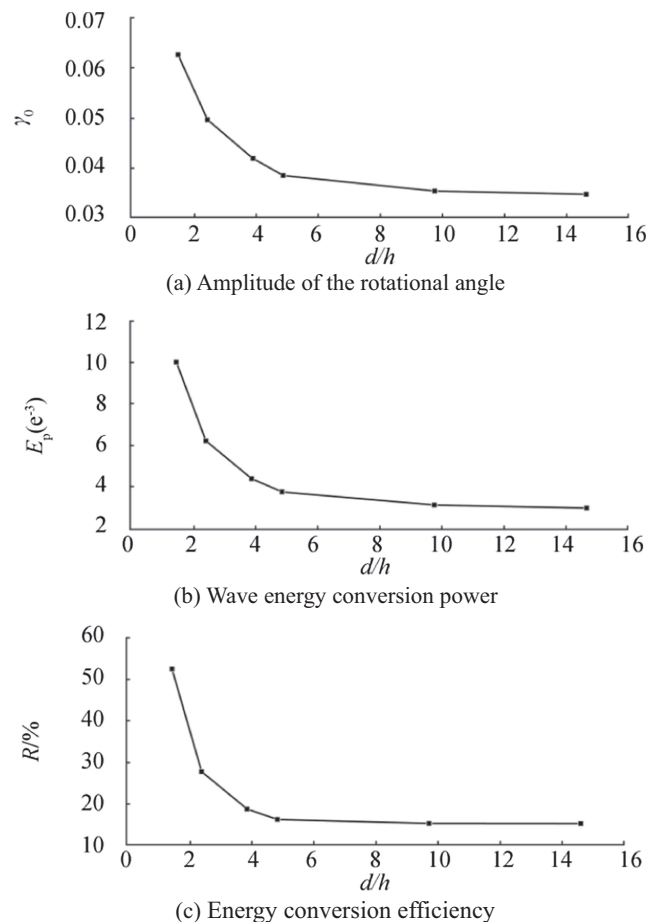 0.07
0.06
0.05
0.04
0.03
γ₀
0 2 4 6 8 10 12 14 16
d/h
(a) Amplitude of the rotational angle
12
10
8
6
4
2
Eₚ(e⁻³)
0 2 4 6 8 10 12 14 16
d/h
(b) Wave energy conversion power
60
50
40
30
20
10
R/%
0 2 4 6 8 10 12 14 16
d/h
(c) Energy conversion efficiency